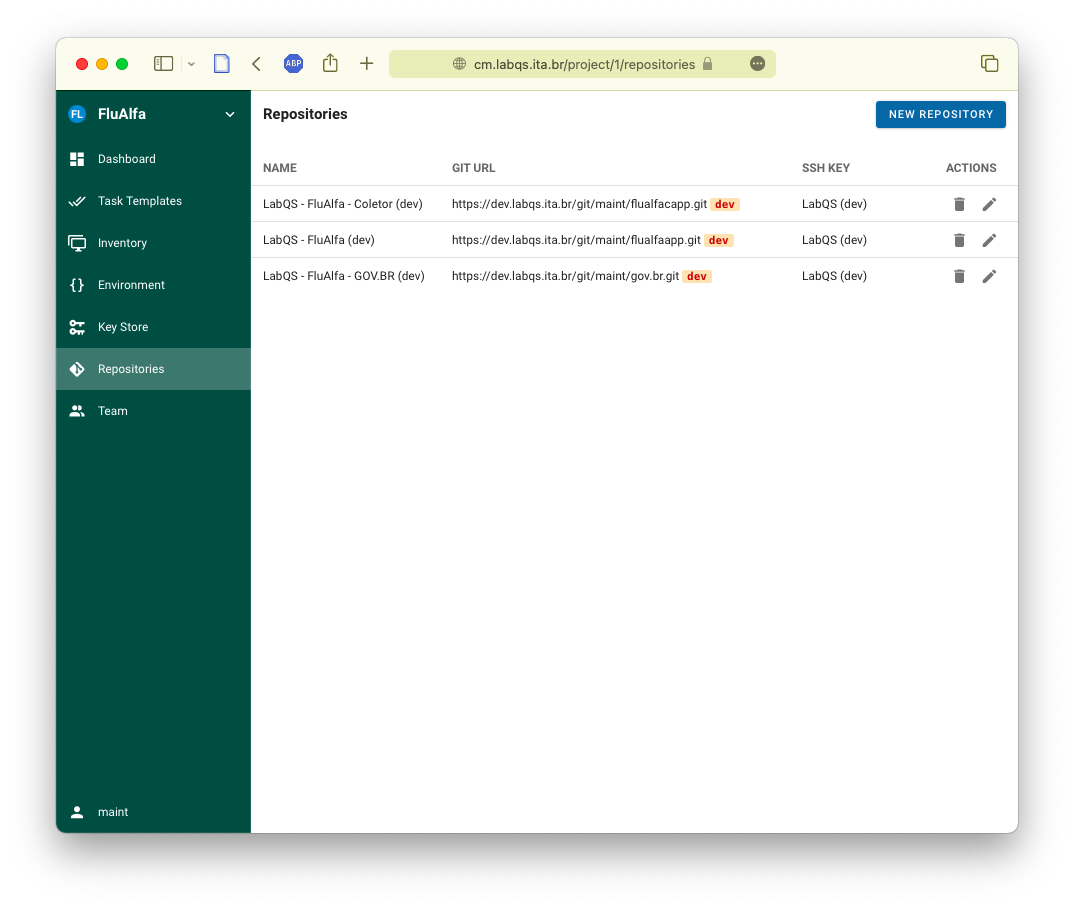 ABP
cm.labqs.ita.br/project/1/repositories
FL FluAlfa
Dashboard
Task Templates
Inventory
Environment
Key Store
Repositories
Team
maint
Repositories
NEW REPOSITORY
NAME GIT URL SSH KEY ACTIONS
LabQS - FluAlfa - Coletor (dev) https://dev.labqs.ita.br/git/maint/flualfacapp.git dev LabQS (dev)
LabQS - FluAlfa (dev) https://dev.labqs.ita.br/git/maint/flualfaapp.git dev LabQS (dev)
LabQS - FluAlfa - GOV.BR (dev) https://dev.labqs.ita.br/git/maint/gov.br.git dev LabQS (dev)